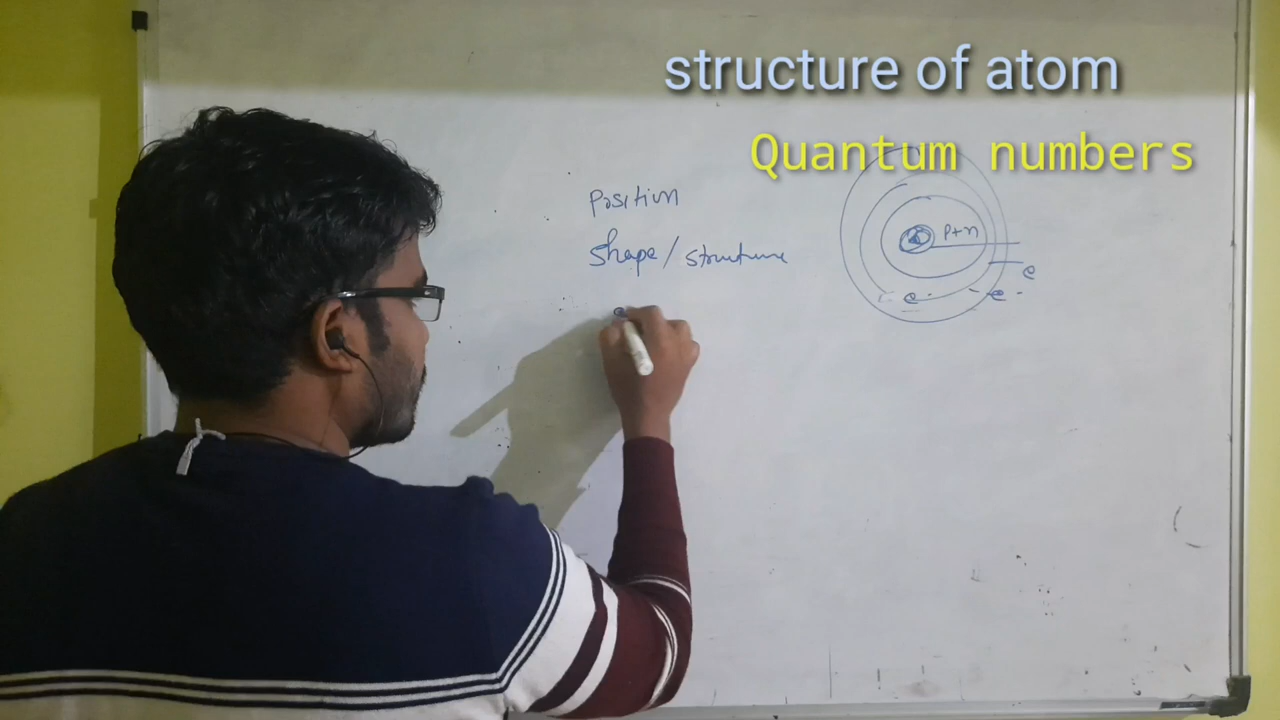 structure of atom
Quantum numbers
Position
shape/structure
P+n
e
e
e
e